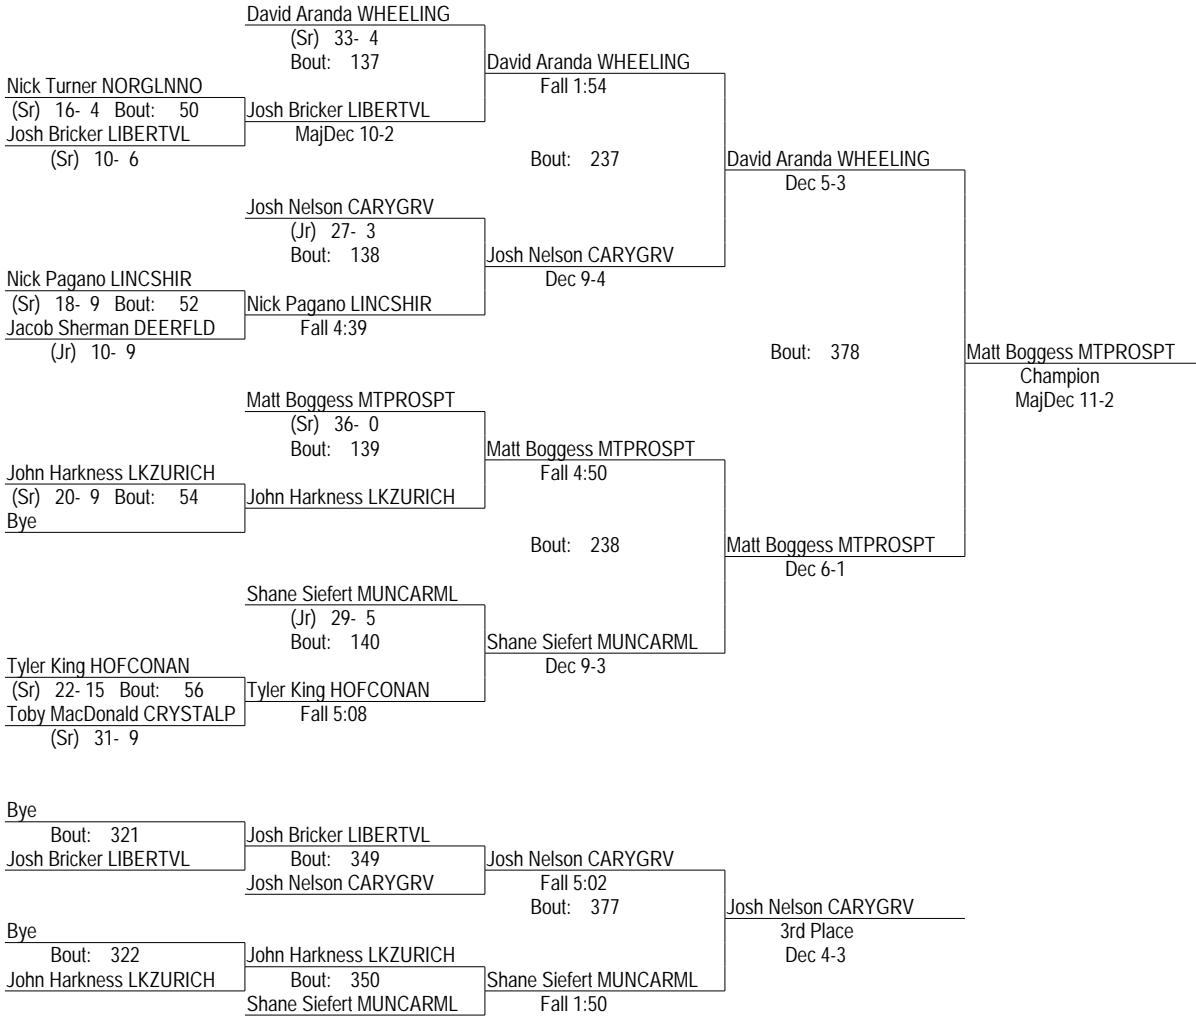 David Aranda WHEELING
(Sr) 33- 4
Bout: 137
David Aranda WHEELING
Fall 1:54
Nick Turner NORGLNNO
(Sr) 16- 4 Bout: 50
Josh Bricker LIBERTVL
(Sr) 10- 6
Josh Bricker LIBERTVL
MajDec 10-2
Bout: 237
David Aranda WHEELING
Dec 5-3
Josh Nelson CARYGRV
(Jr) 27- 3
Bout: 138
Josh Nelson CARYGRV
Dec 9-4
Nick Pagano LINCSHIR
(Sr) 18- 9 Bout: 52
Jacob Sherman DEERFLD
(Jr) 10- 9
Nick Pagano LINCSHIR
Fall 4:39
Bout: 378
Matt Boggess MTPROSPT
Champion
MajDec 11-2
Matt Boggess MTPROSPT
(Sr) 36- 0
Bout: 139
Matt Boggess MTPROSPT
Fall 4:50
John Harkness LKZURICH
(Sr) 20- 9 Bout: 54
Bye
John Harkness LKZURICH
Bout: 238
Matt Boggess MTPROSPT
Dec 6-1
Shane Siefert MUNCARML
(Jr) 29- 5
Bout: 140
Shane Siefert MUNCARML
Dec 9-3
Tyler King HOFCONAN
(Sr) 22- 15 Bout: 56
Toby MacDonald CRYSTALP
(Sr) 31- 9
Tyler King HOFCONAN
Fall 5:08
Bye
Bout: 321
Josh Bricker LIBERTVL
Josh Bricker LIBERTVL
Bout: 349
Josh Nelson CARYGRV
Josh Nelson CARYGRV
Fall 5:02
Bout: 377
Josh Nelson CARYGRV
3rd Place
Dec 4-3
Bye
Bout: 322
John Harkness LKZURICH
John Harkness LKZURICH
Bout: 350
Shane Siefert MUNCARML
Shane Siefert MUNCARML
Fall 1:50